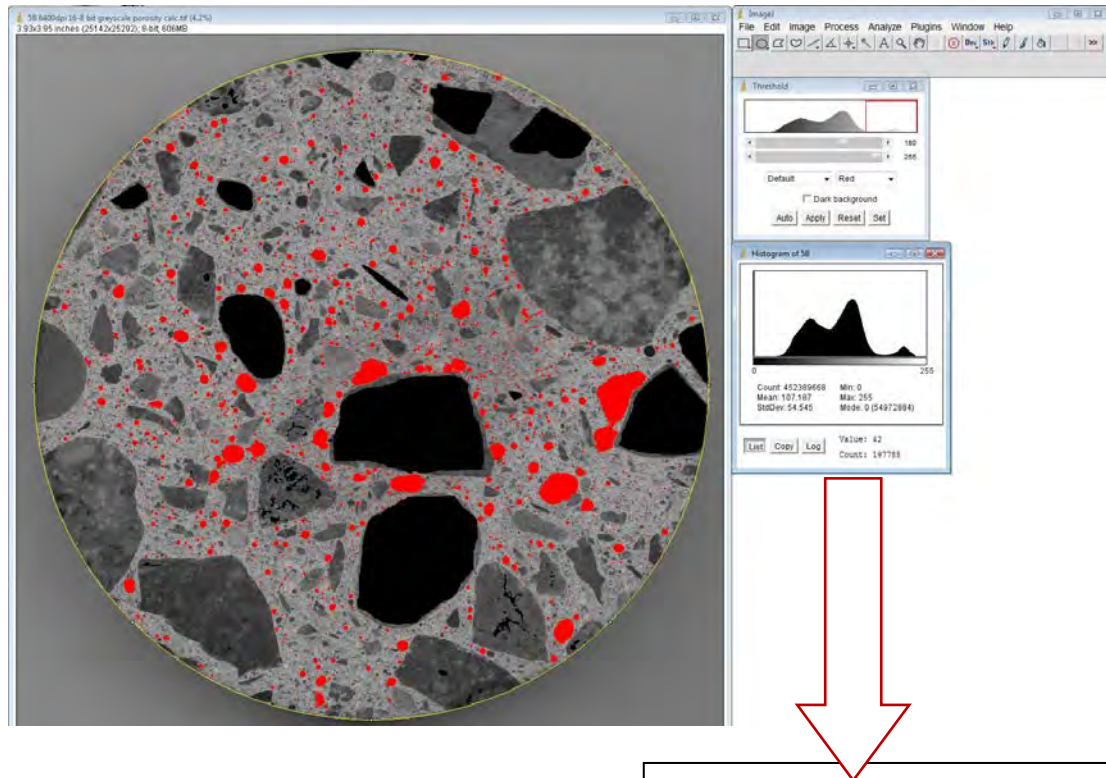 58 6400dpi 16-8 bit greyscale porosity calc.tif (4.2%)
3.93x3.95 inches (25142x25292); 8-bit; 606MB
ImageJ
File Edit Image Process Analyze Plugins Window Help
Dev Stk >>
Threshold
255
Default Red
Dark background
Auto Apply Reset Set
Histogram of 58
0 255
Count: 452389668 Min: 0
Mean: 107.187 Max: 255
StdDev: 54.545 Mode: 0 (54972884)
List Copy Log Value: 42
Count: 197788